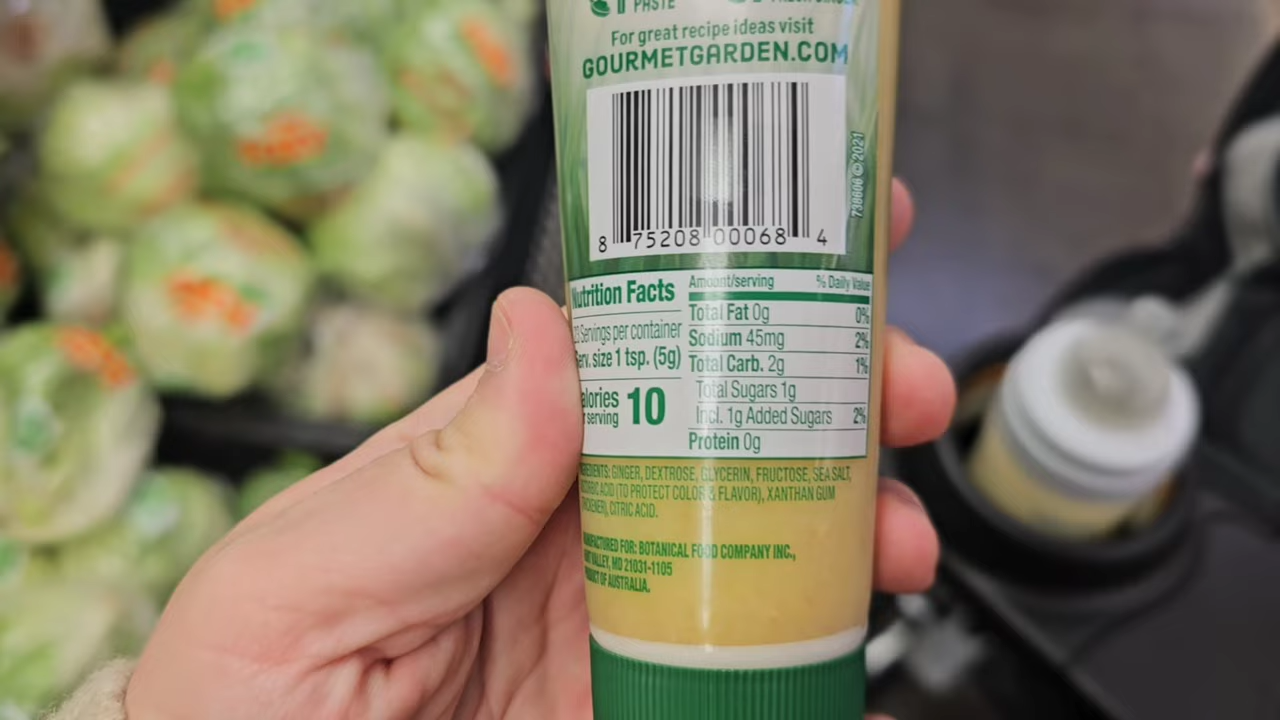 PASTE
For great recipe ideas visit
GOURMETGARDEN.COM
738606 © 2021
8 75208 00068 4
Nutrition Facts
Servings per container
Serv. size 1 tsp. (5g)
Calories
serving
10
Amount/serving % Daily Value
Total Fat 0g 0%
Sodium 45mg 2%
Total Carb. 2g 1%
Total Sugars 1g
Incl. 1g Added Sugars 2%
Protein 0g
INGREDIENTS: GINGER, DEXTROSE, GLYCERIN, FRUCTOSE, SEA SALT,
ACID (TO PROTECT COLOR & FLAVOR), XANTHAN GUM
CITRIC ACID.
MANUFACTURED FOR: BOTANICAL FOOD COMPANY INC.,
VALLEY, MD 21031-1105
PRODUCT OF AUSTRALIA.